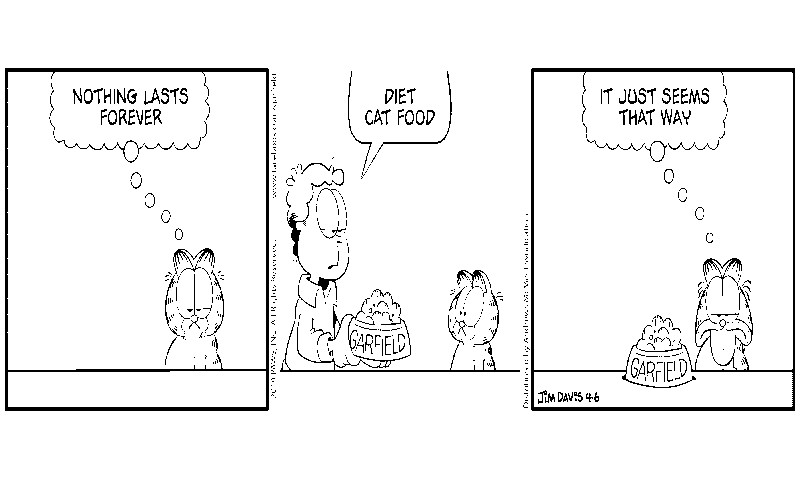 NOTHING LASTS
FOREVER
DIET
CAT FOOD
GARFIELD
IT JUST SEEMS
THAT WAY
GARFIELD
JIM DAVIS 4-6